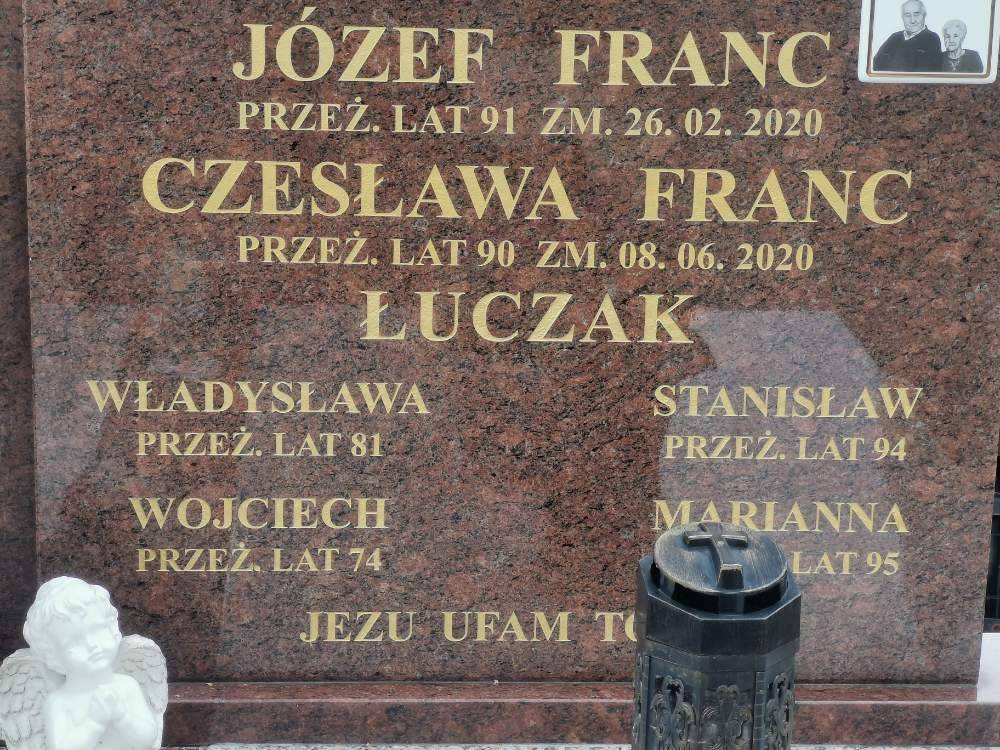 JÓZEF FRANC
PRZEŻ. LAT 91 ZM. 26. 02. 2020
CZESŁAWA FRANC
PRZEŻ. LAT 90 ZM. 08. 06. 2020
ŁUCZAK
WŁADYSŁAWA
PRZEŻ. LAT 81
STANISŁAW
PRZEŻ. LAT 94
WOJCIECH
PRZEŻ. LAT 74
MARIANNA
LAT 95
JEZU UFAM